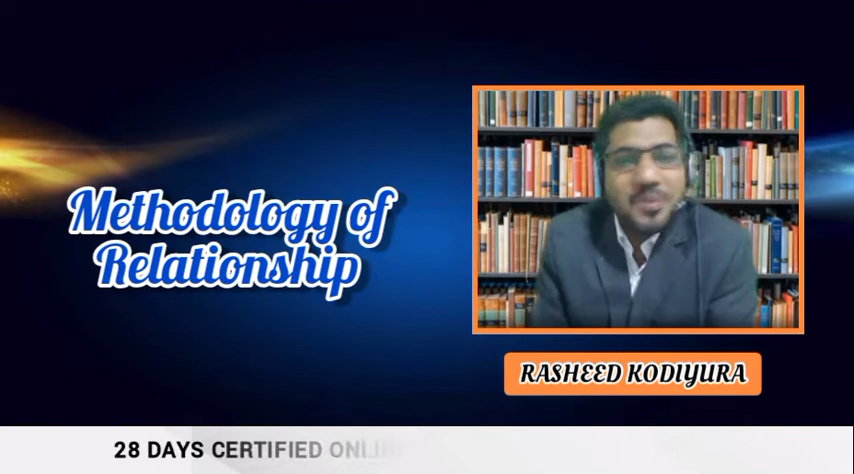 Methodology of
Relationship
RASHEED KODIYURA
28 DAYS CERTIFIED